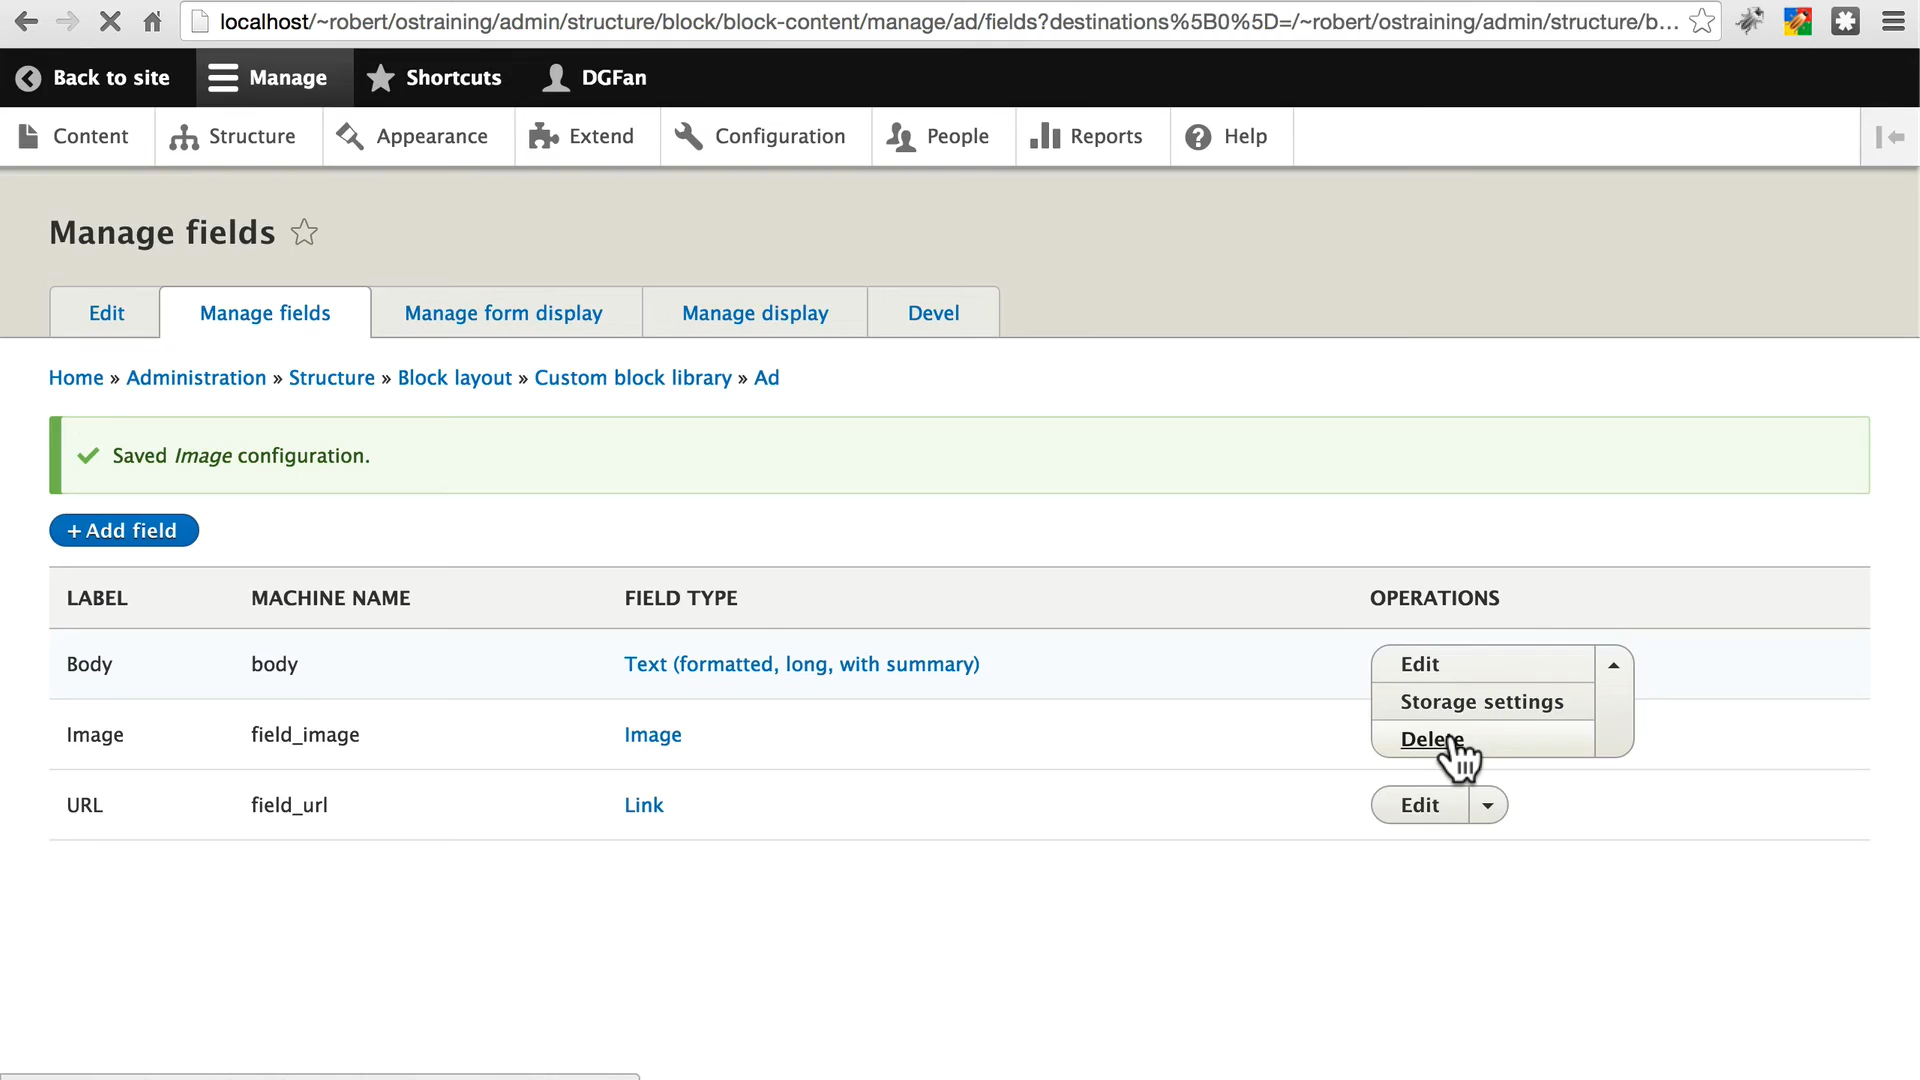 localhost/~robert/ostraining/admin/structure/block/block-content/manage/ad/fields?destinations%5B0%5D=/~robert/ostraining/admin/structure/b...
Back to site Manage Shortcuts DGFan
Content Structure Appearance Extend Configuration People Reports Help
Manage fields
Edit Manage fields Manage form display Manage display Devel
Home » Administration » Structure » Block layout » Custom block library » Ad
Saved Image configuration.
+ Add field
LABEL MACHINE NAME FIELD TYPE OPERATIONS
Body body Text (formatted, long, with summary) Edit
Storage settings
Image field_image Image Delete
URL field_url Link Edit